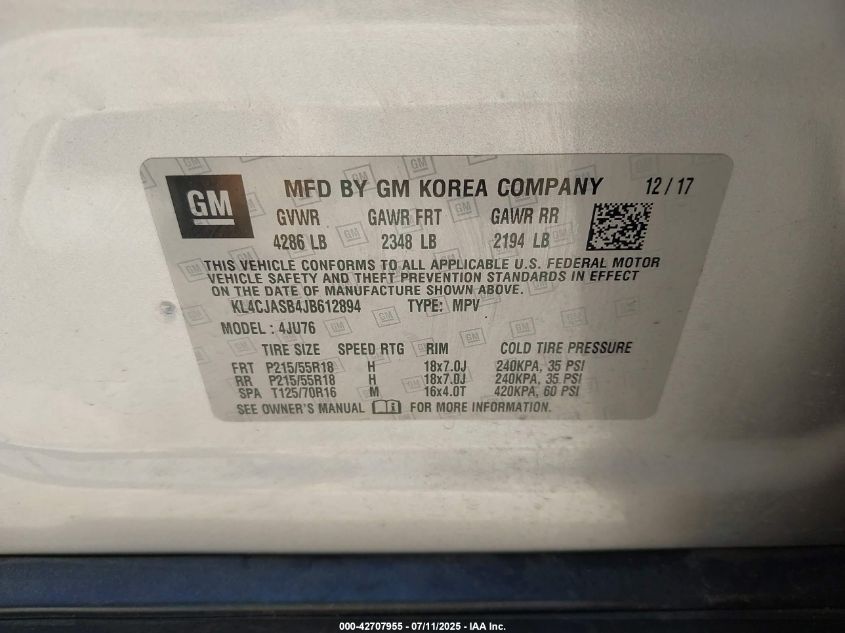 GM MFD BY GM KOREA COMPANY 12/17
GVWR GAWR FRT GAWR RR
4286 LB 2348 LB 2194 LB
THIS VEHICLE CONFORMS TO ALL APPLICABLE U.S. FEDERAL MOTOR
VEHICLE SAFETY AND THEFT PREVENTION STANDARDS IN EFFECT
ON THE DATE OF MANUFACTURE SHOWN ABOVE.
KL4CJASB4JB612894 TYPE: MPV
MODEL: 4JU76
TIRE SIZE SPEED RTG RIM COLD TIRE PRESSURE
FRT P215/55R18 H 18x7.0J 240KPA, 35 PSI
RR P215/55R18 H 18x7.0J 240KPA, 35 PSI
SPA T125/70R16 M 16x4.0T 420KPA, 60 PSI
SEE OWNER'S MANUAL FOR MORE INFORMATION.
000-42707955 - 07/11/2025 - IAA Inc.